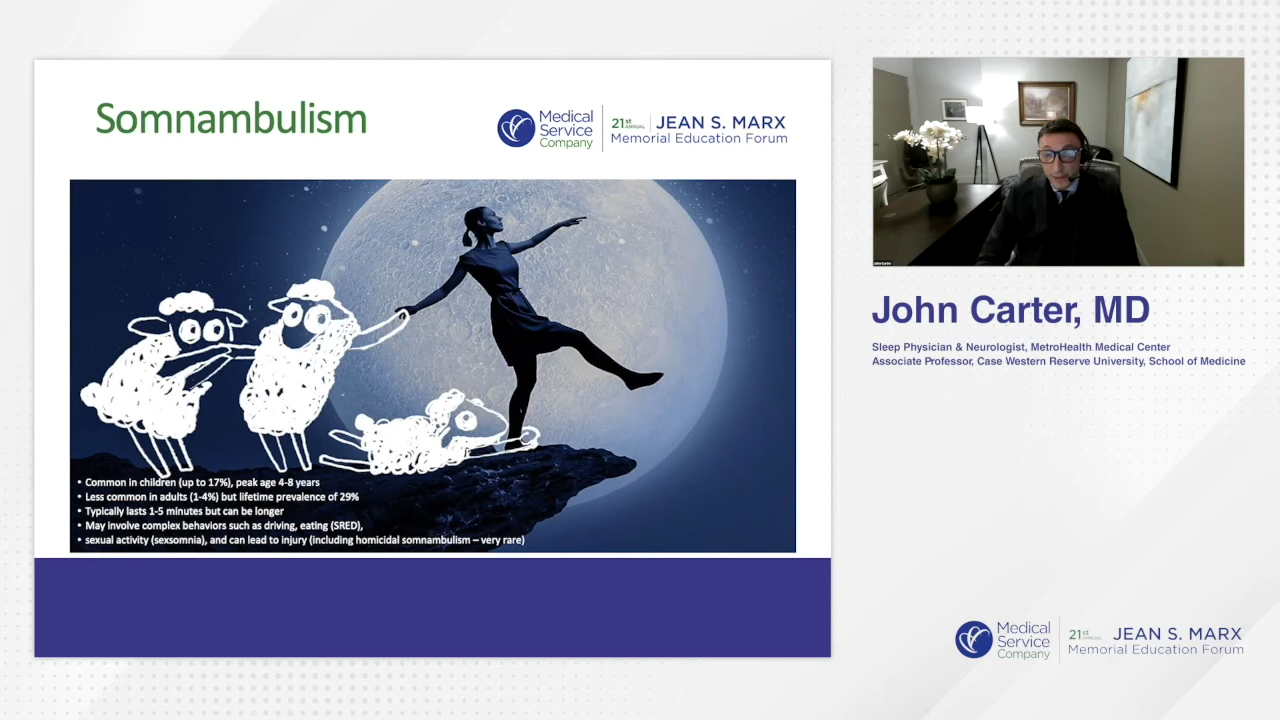 Somnambulism
Medical
Service
Company
21st
ANNUAL
JEAN S. MARX
Memorial Education Forum
• Common in children (up to 17%), peak age 4-8 years
• Less common in adults (1-4%) but lifetime prevalence of 29%
• Typically lasts 1-5 minutes but can be longer
• May involve complex behaviors such as driving, eating (SRED),
• sexual activity (sexsomnia), and can lead to injury (including homicidal somnambulism – very rare)
John Carter
John Carter, MD
Sleep Physician & Neurologist, MetroHealth Medical Center
Associate Professor, Case Western Reserve University, School of Medicine
Medical
Service
Company
21st
ANNUAL
JEAN S. MARX
Memorial Education Forum